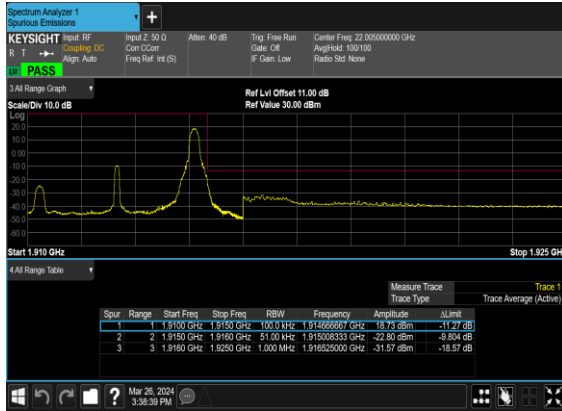 Spectrum Analyzer 1
Spurious Emissions
KEYSIGHT Input: RF Input Z: 50 Ω Atten: 40 dB Trig: Free Run Center Freq: 22.005000000 GHz
R T Coupling: DC Corr CCorr Gate: Off Avg|Hold: 100/100
Align: Auto Freq Ref: Int (S) IF Gain: Low Radio Std: None
LXI PASS
3 All Range Graph
Ref Lvl Offset 11.00 dB
Scale/Div 10.0 dB Ref Value 30.00 dBm
Log
20.0
10.0
0.00
-10.0
-20.0
-30.0
-40.0
-50.0
-60.0
Start 1.910 GHz Stop 1.925 GH
4 All Range Table
Measure Trace Trace 1
Trace Type Trace Average (Active)
Spur Range Start Freq Stop Freq RBW Frequency Amplitude ΔLimit
1 1 1.9100 GHz 1.9150 GHz 100.0 kHz 1.914666667 GHz 18.73 dBm -11.27 dB
2 2 1.9150 GHz 1.9160 GHz 51.00 kHz 1.915008333 GHz -22.80 dBm -9.804 dB
3 3 1.9160 GHz 1.9250 GHz 1.000 MHz 1.916525000 GHz -31.57 dBm -18.57 dB
Mar 26, 2024
3:38:39 PM